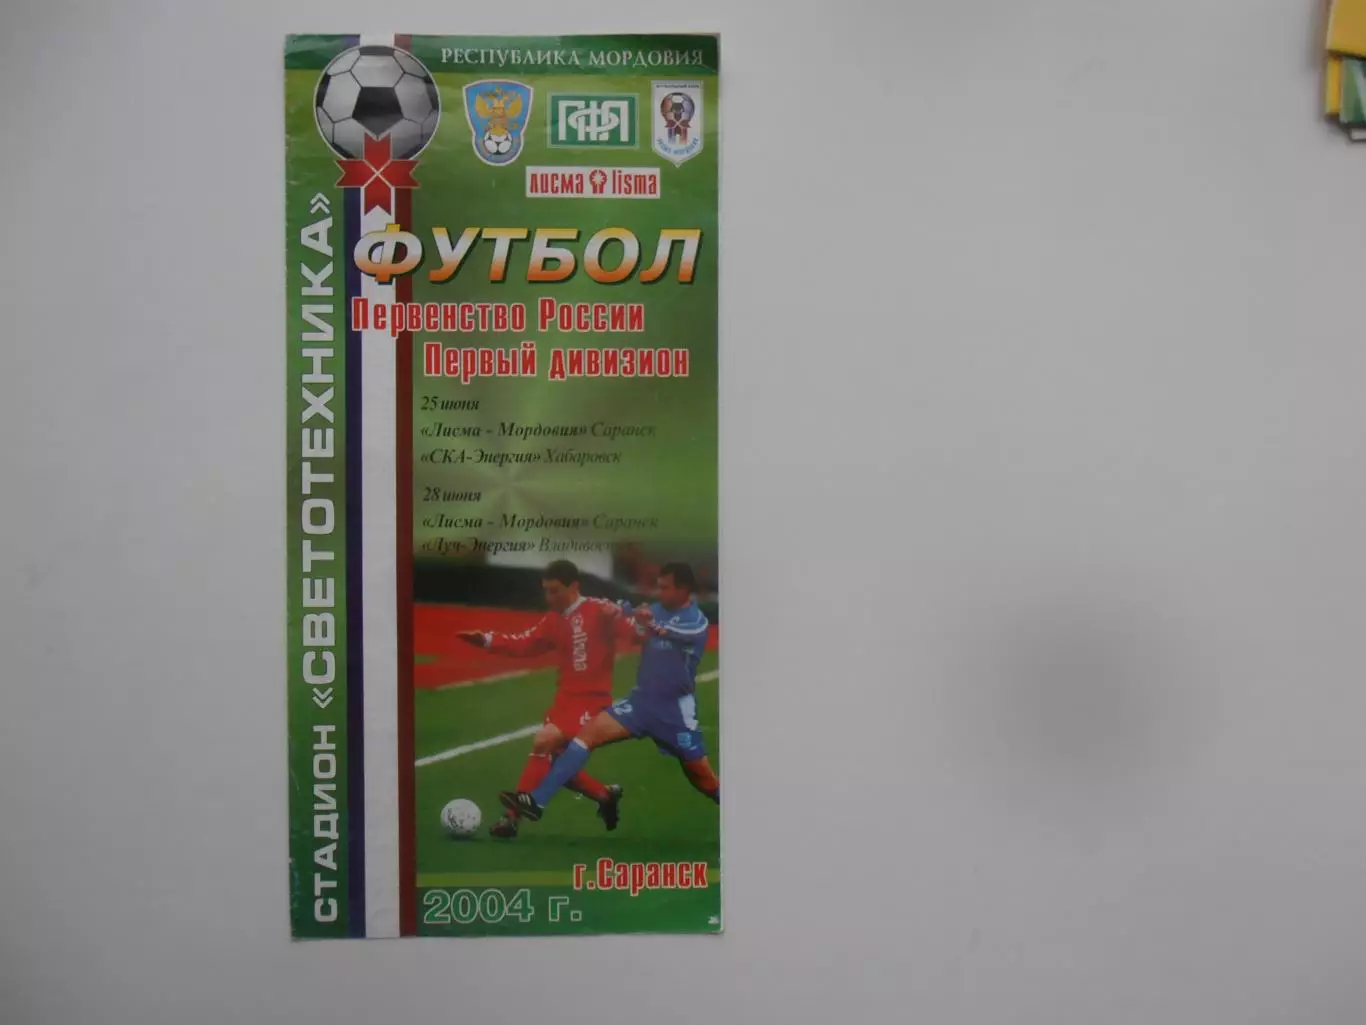 РЕСПУБЛИКА МОРДОВИЯ
ПФЛ
лисма lisma
СТАДИОН «СВЕТОТЕХНИКА»
ФУТБОЛ
Первенство России
Первый дивизион
25 июня
«Лисма - Мордовия» Саранск
«СКА-Энергия» Хабаровск
28 июня
«Лисма - Мордовия» Саранск
«Луч-Энергия» Владивосток
г.Саранск
2004 г.